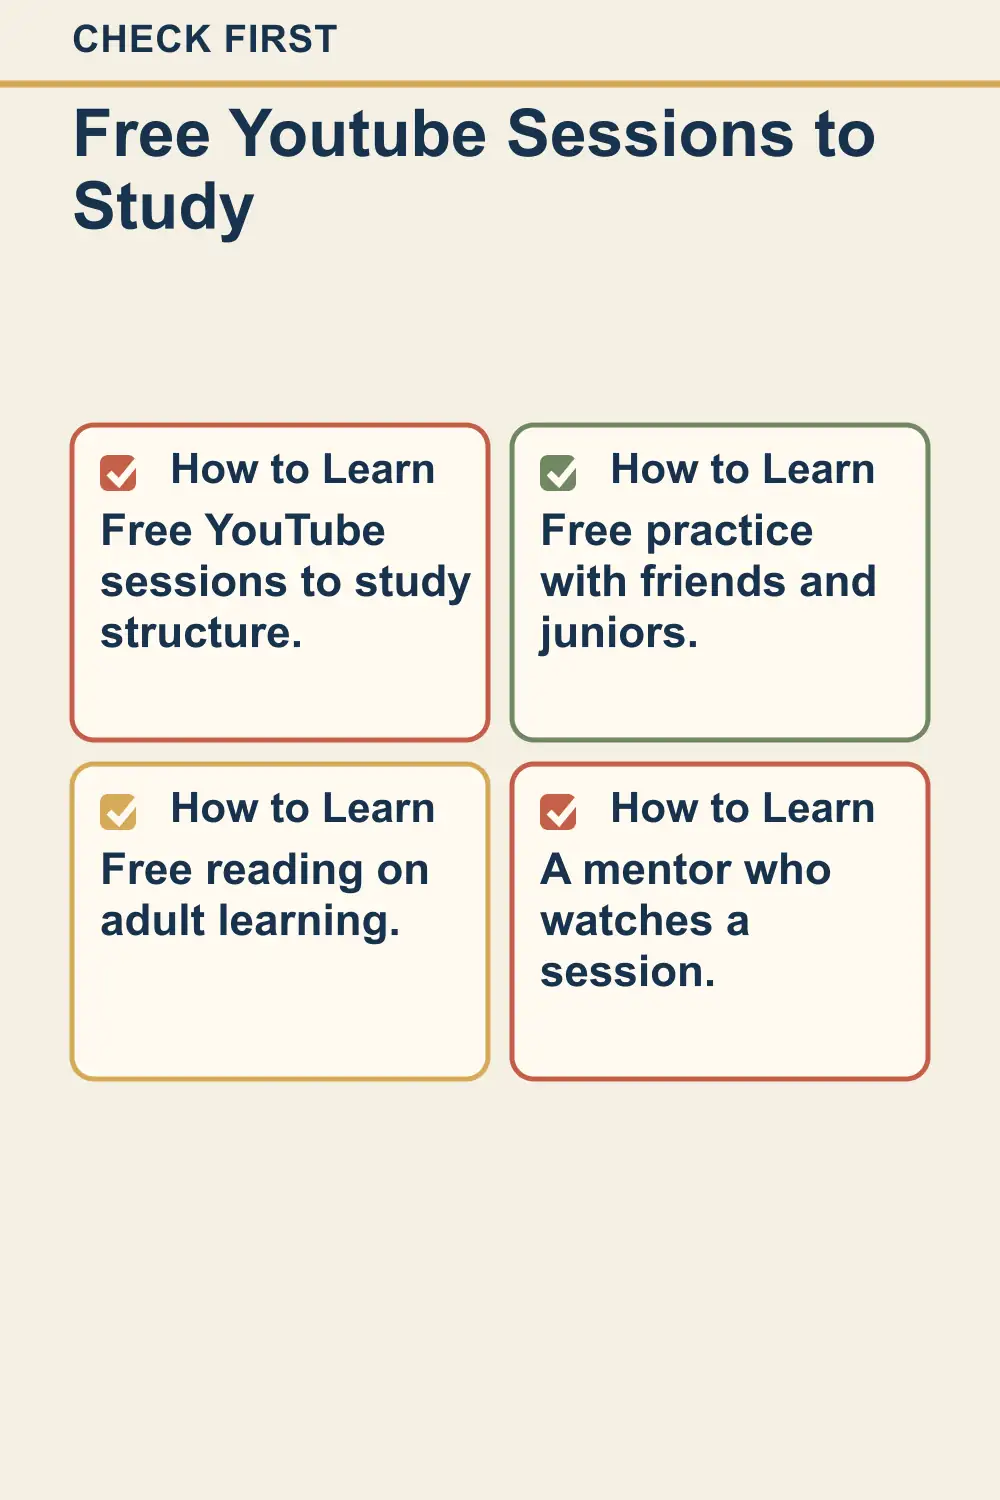 CHECK FIRST
Free Youtube Sessions to
Study
How to Learn
Free YouTube
sessions to study
structure.
How to Learn
Free practice
with friends and
juniors.
How to Learn
Free reading on
adult learning.
How to Learn
A mentor who
watches a
session.